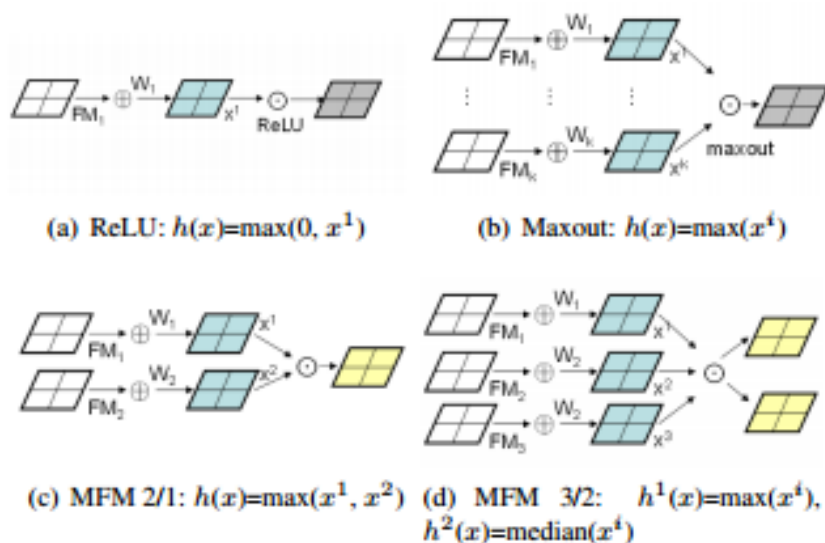 FM₁ ⊕ W₁ x¹ ReLU
(a) ReLU: h(x)=max(0, x¹)
FM₁ ⊕ W₁ x¹
⋮ ⋮ ⋮
FMₖ ⊕ Wₖ xᵏ maxout
(b) Maxout: h(x)=max(xⁱ)
FM₁ ⊕ W₁ x¹
FM₂ ⊕ W₂ x²
(c) MFM 2/1: h(x)=max(x¹, x²)
FM₁ ⊕ W₁ x¹
FM₂ ⊕ W₂ x²
FM₃ ⊕ W₂ x³
(d) MFM 3/2: h¹(x)=max(xⁱ),
h²(x)=median(xⁱ)